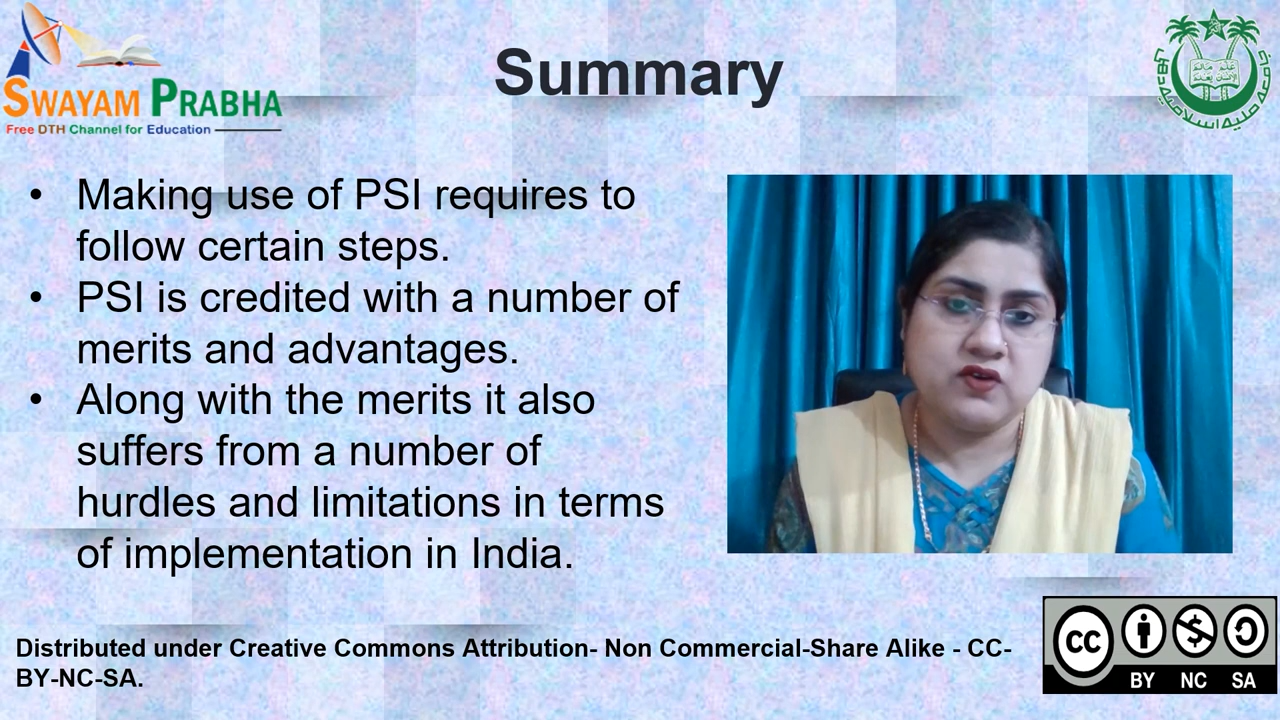 Summary
SWAYAM PRABHA
Free DTH Channel for Education
• Making use of PSI requires to
follow certain steps.
• PSI is credited with a number of
merits and advantages.
• Along with the merits it also
suffers from a number of
hurdles and limitations in terms
of implementation in India.
Distributed under Creative Commons Attribution- Non Commercial-Share Alike - CC-
BY-NC-SA.
cc
BY NC SA